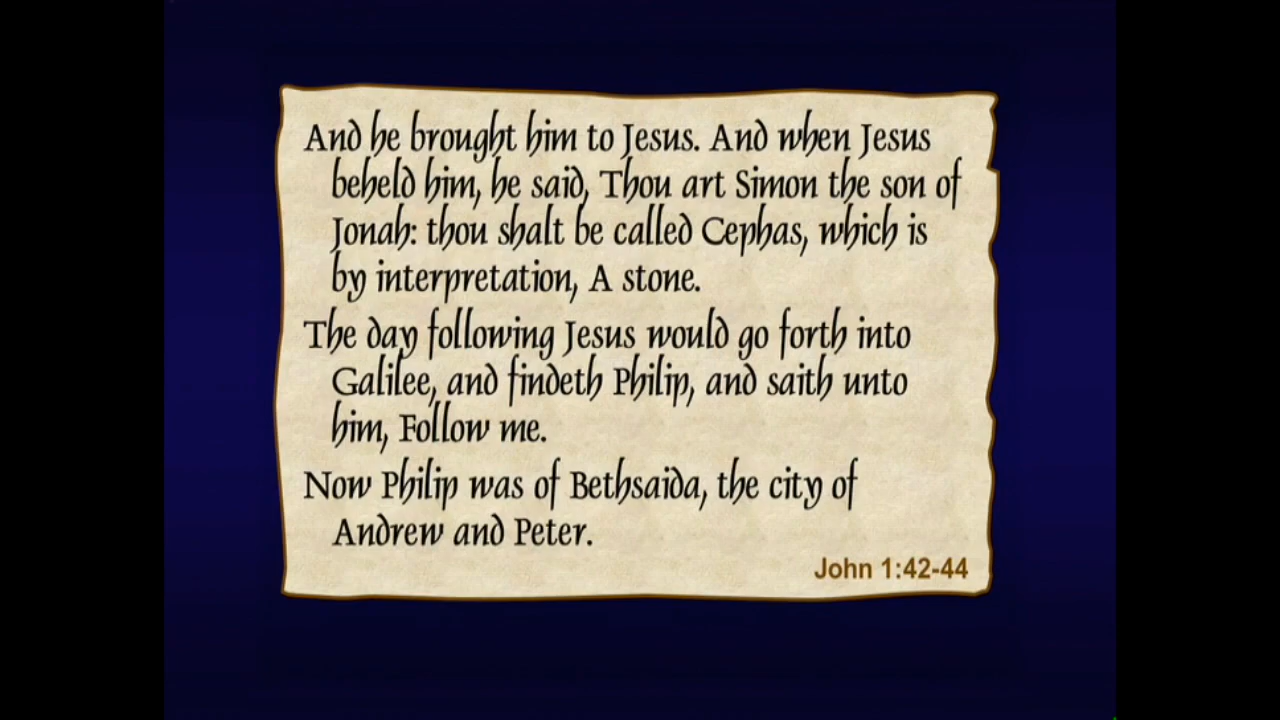 And he brought him to Jesus. And when Jesus
beheld him, he said, Thou art Simon the son of
Jonah: thou shalt be called Cephas, which is
by interpretation, A stone.
The day following Jesus would go forth into
Galilee, and findeth Philip, and saith unto
him, Follow me.
Now Philip was of Bethsaida, the city of
Andrew and Peter.
John 1:42-44